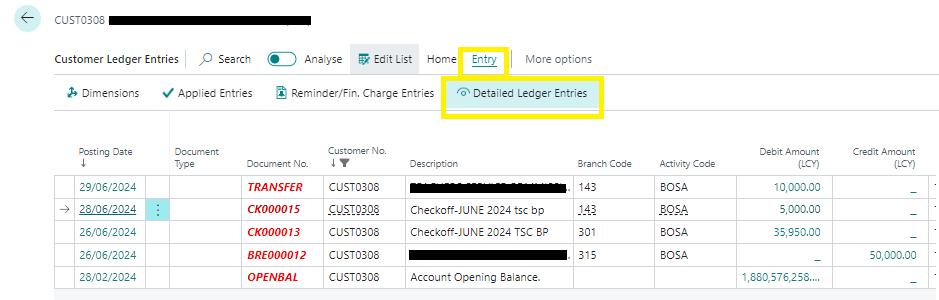 CUST0308
Customer Ledger Entries Search Analyse Edit List Home Entry More options
Dimensions Applied Entries Reminder/Fin. Charge Entries Detailed Ledger Entries
Posting Date ↓ Document Type Document No. Customer No. ↓ Description Branch Code Activity Code Debit Amount (LCY) Credit Amount (LCY)
29/06/2024 TRANSFER CUST0308 143 BOSA 10,000.00 _
28/06/2024 CK000015 CUST0308 Checkoff-JUNE 2024 tsc bp 143 BOSA 5,000.00 _
26/06/2024 CK000013 CUST0308 Checkoff-JUNE 2024 TSC BP 301 BOSA 35,950.00 _
26/06/2024 BRE000012 CUST0308 315 BOSA _ 50,000.00
28/02/2024 OPENBAL CUST0308 Account Opening Balance. 1,880,576,258.... _